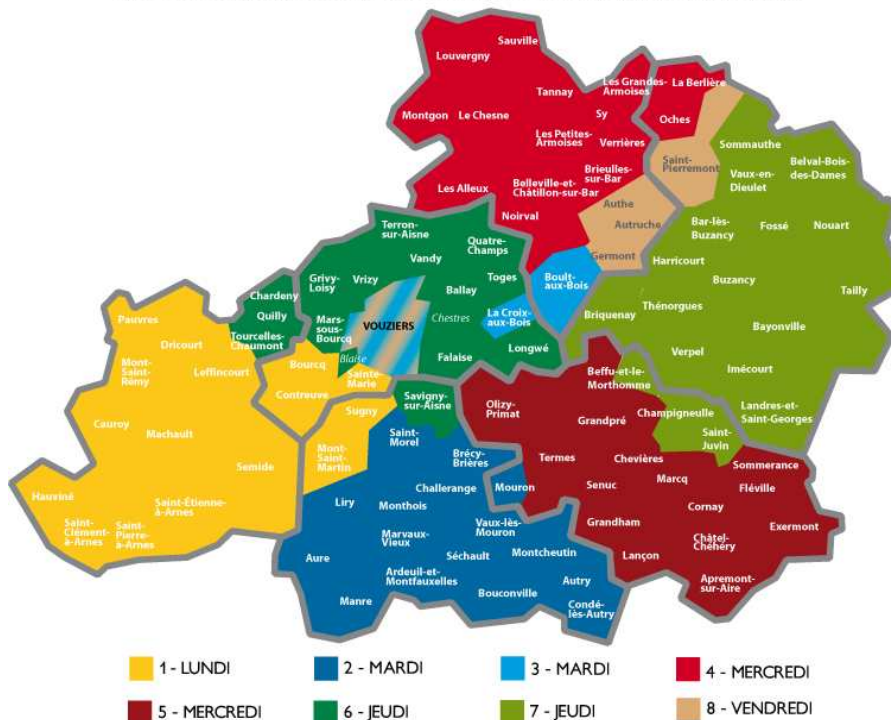 Sauville
Louvergny
Les Grandes-
Armoises
La Berlière
Tannay
Montgon
Le Chesne
Sy
Oches
Les Petites-
Armoises
Verrières
Sommauthe
Saint-
Pierremont
Belval-Bois-
des-Dames
Vaux-en-
Dieulet
Brieulles-
sur-Bar
Les Alleux
Belleville-et-
Châtillon-sur-Bar
Authe
Noirval
Autruche
Bar-lès-
Buzancy
Fossé
Nouart
Terron-
sur-Aisne
Quatre-
Champs
Germont
Harricourt
Vandy
Grivy-
Loisy
Vrizy
Toges
Boult-
aux-Bois
Buzancy
Tailly
Ballay
Chardeny
Quilly
Thénorgues
Briquenay
Pauvres
Mars-
sous-
Bourcq
VOUZIERS
Chestres
La Croix-
aux-Bois
Bayonville
Tourcelles-
Chaumont
Dricourt
Longwé
Verpel
Blaise
Falaise
Mont-
Saint-
Rémy
Leffincourt
Bourcq
Sainte-
Marie
Imécourt
Beffu-et-le-
Morthomme
Contreuve
Savigny-
sur-Aisne
Olizy-
Primat
Landres-et-
Saint-Georges
Sugny
Champigneulle
Grandpré
Cauroy
Machault
Saint-
Morel
Saint-
Juvin
Mont-
Saint-
Martin
Brécy-
Brières
Termes
Chevières
Semide
Sommerance
Marcq
Mouron
Senuc
Fléville
Challerange
Hauviné
Saint-Étienne-
à-Arnes
Liry
Monthois
Cornay
Saint-
Clément-
à-Arnes
Saint-
Pierre-
à-Arnes
Vaux-lès-
Mouron
Grandham
Exermont
Marvaux-
Vieux
Châtel-
Chéhéry
Aure
Séchault
Montcheutin
Lançon
Ardeuil-et-
Montfauxelles
Autry
Apremont-
sur-Aire
Bouconville
Manre
Condé-
lès-Autry
1 - LUNDI
2 - MARDI
3 - MARDI
4 - MERCREDI
5 - MERCREDI
6 - JEUDI
7 - JEUDI
8 - VENDREDI